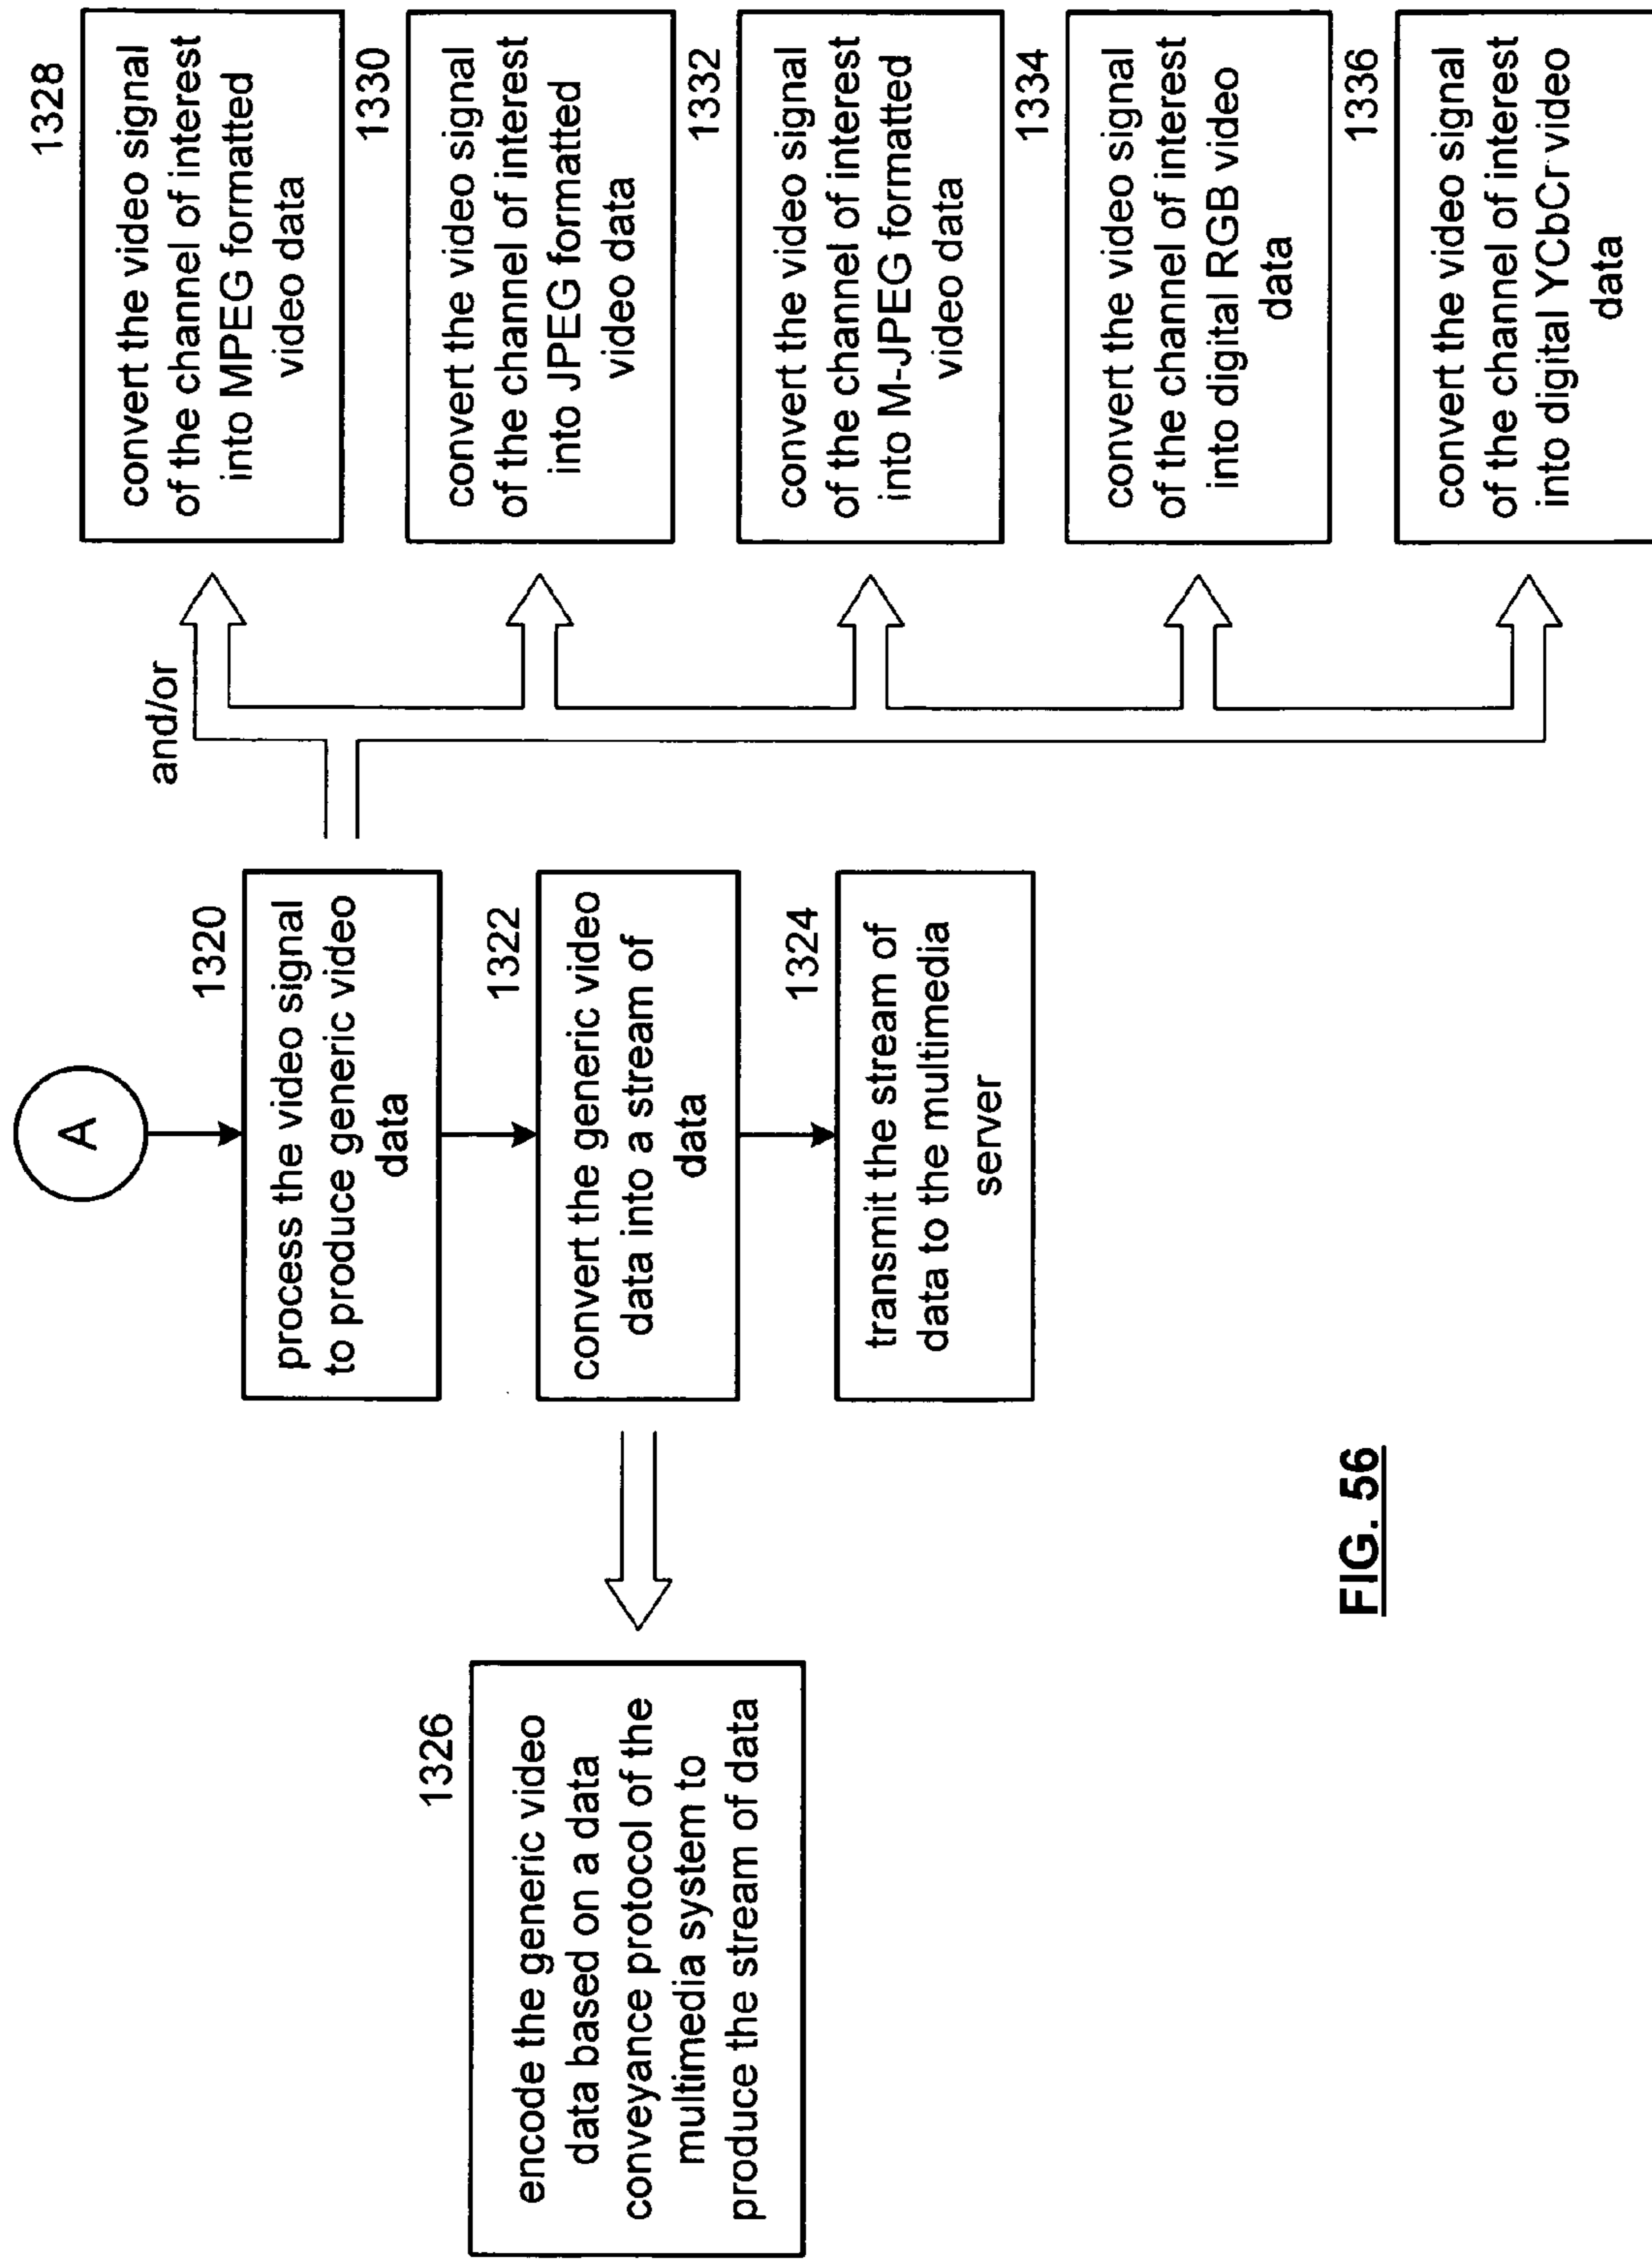 A
1320
process the video signal
to produce generic video
data
1322
convert the generic video
data into a stream of
data
1324
transmit the stream of
data to the multimedia
server
1326
encode the generic video
data based on a data
conveyance protocol of the
multimedia system to
produce the stream of data
and/or
1328
convert the video signal
of the channel of interest
into MPEG formatted
video data
1330
convert the video signal
of the channel of interest
into JPEG formatted
video data
1332
convert the video signal
of the channel of interest
into M-JPEG formatted
video data
1334
convert the video signal
of the channel of interest
into digital RGB video
data
1336
convert the video signal
of the channel of interest
into digital YCbCr video
data
FIG. 56